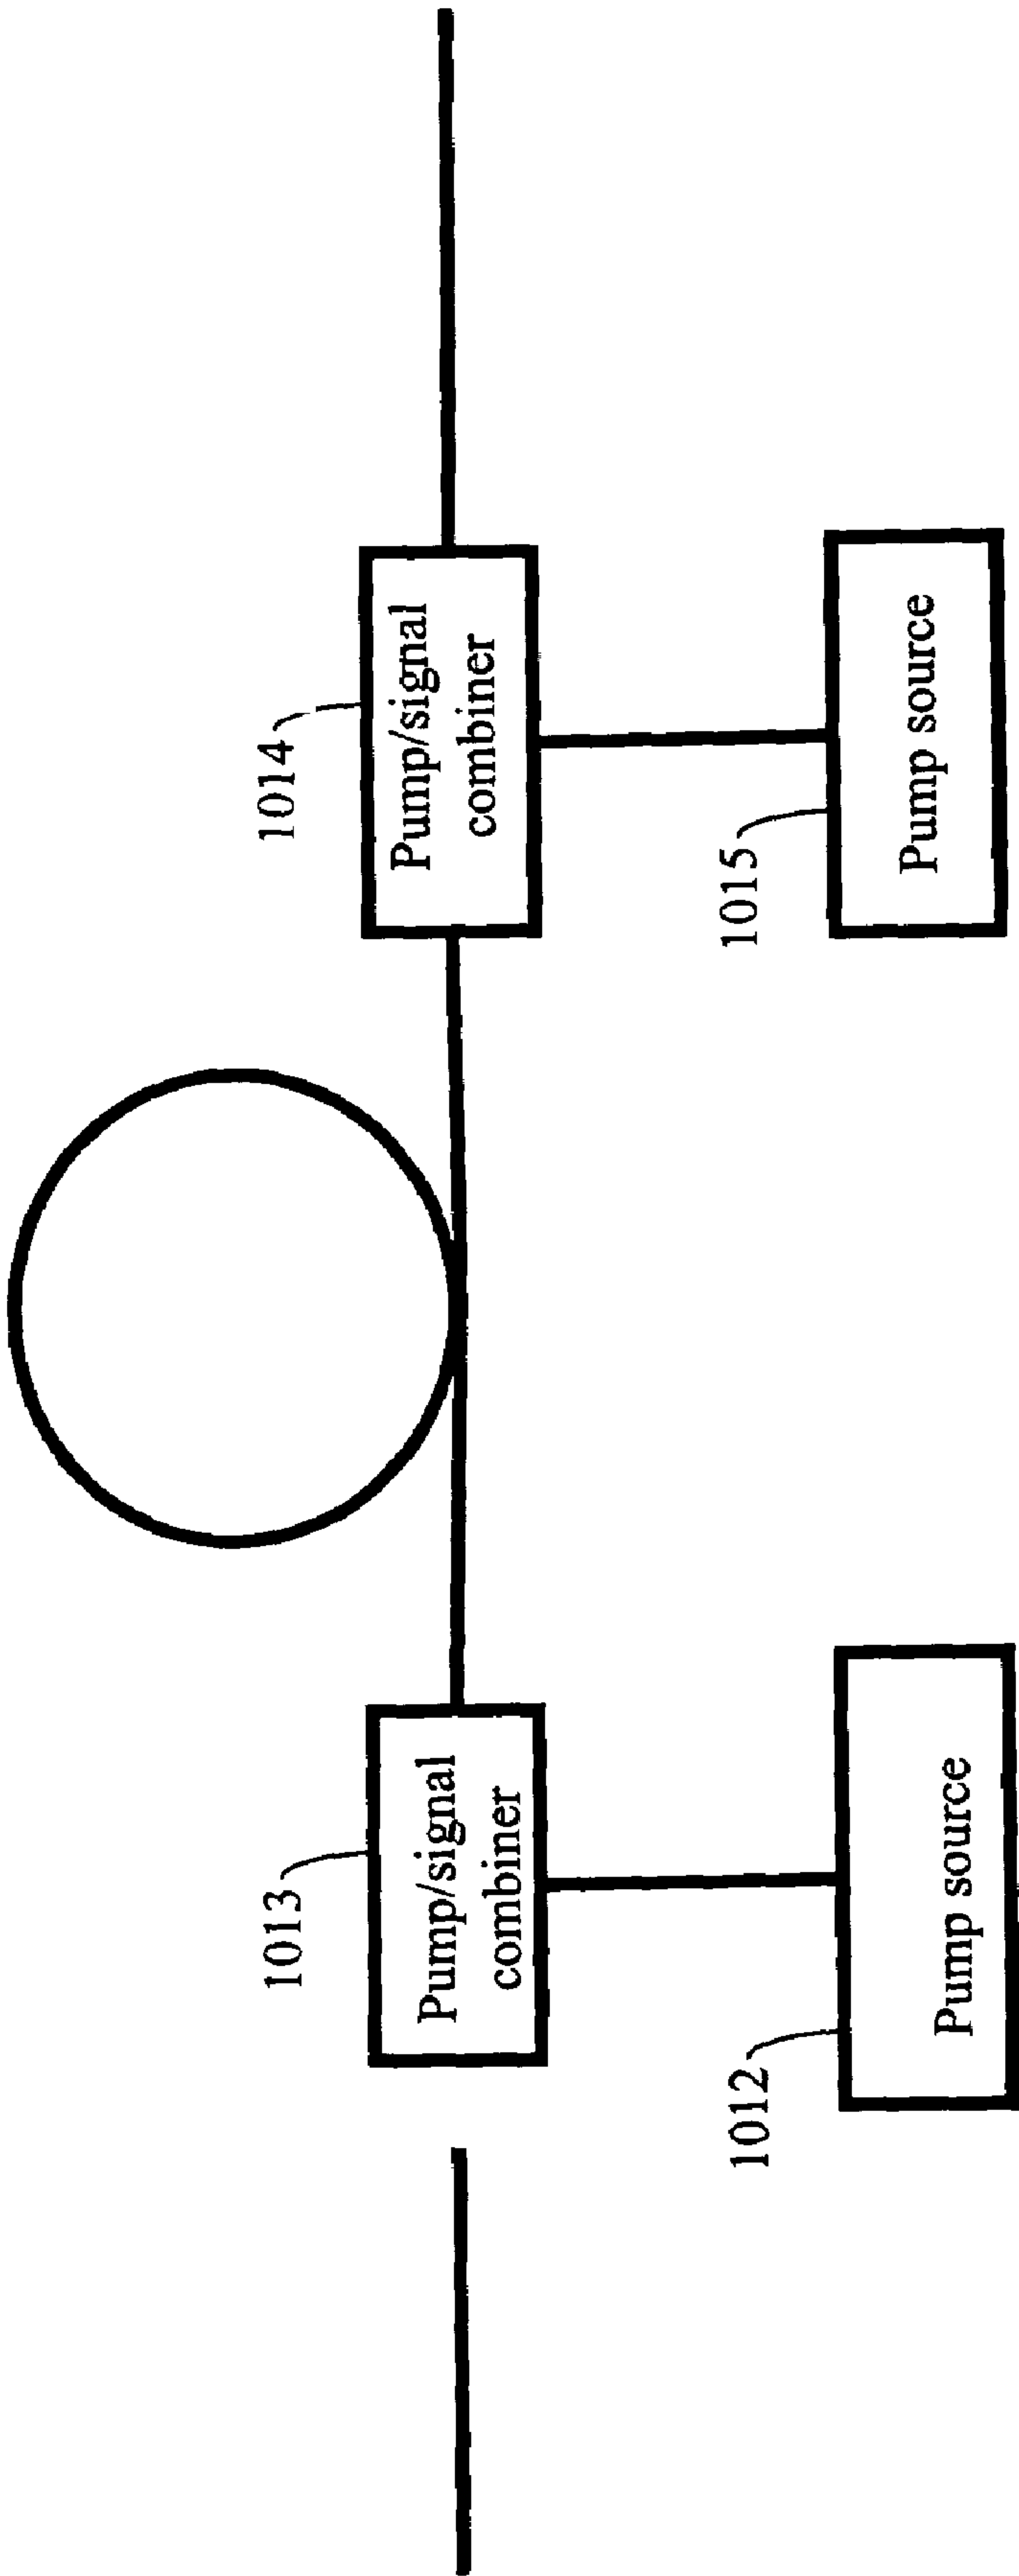 1013
Pump/signal
combiner
1014
Pump/signal
combiner
1012
Pump source
1015
Pump source